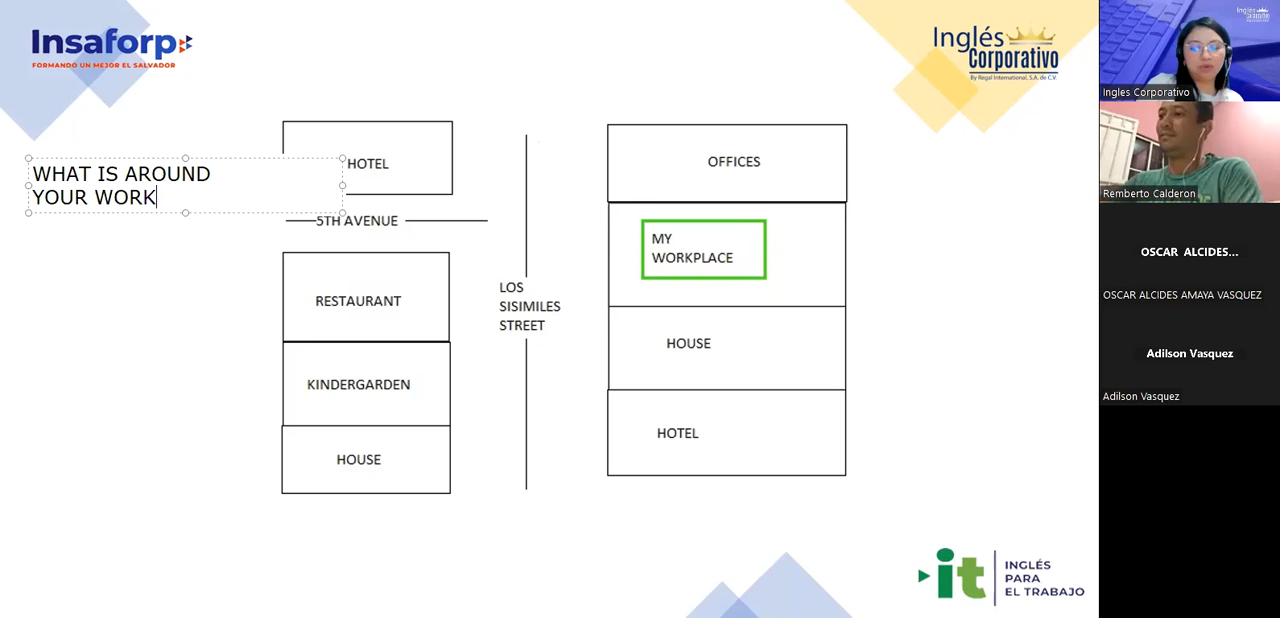 Insaforp
FORMANDO UN MEJOR EL SALVADOR
Inglés
Corporativo
By Regal International, S.A. de C.V.
WHAT IS AROUND
YOUR WORK
HOTEL
5TH AVENUE
RESTAURANT
KINDERGARDEN
HOUSE
LOS
SISIMILES
STREET
OFFICES
MY
WORKPLACE
HOUSE
HOTEL
it
INGLÉS
PARA
EL TRABAJO
Inglés
Corporativo
Ingles Corporativo
Remberto Calderon
OSCAR ALCIDES...
OSCAR ALCIDES AMAYA VASQUEZ
Adilson Vasquez
Adilson Vasquez